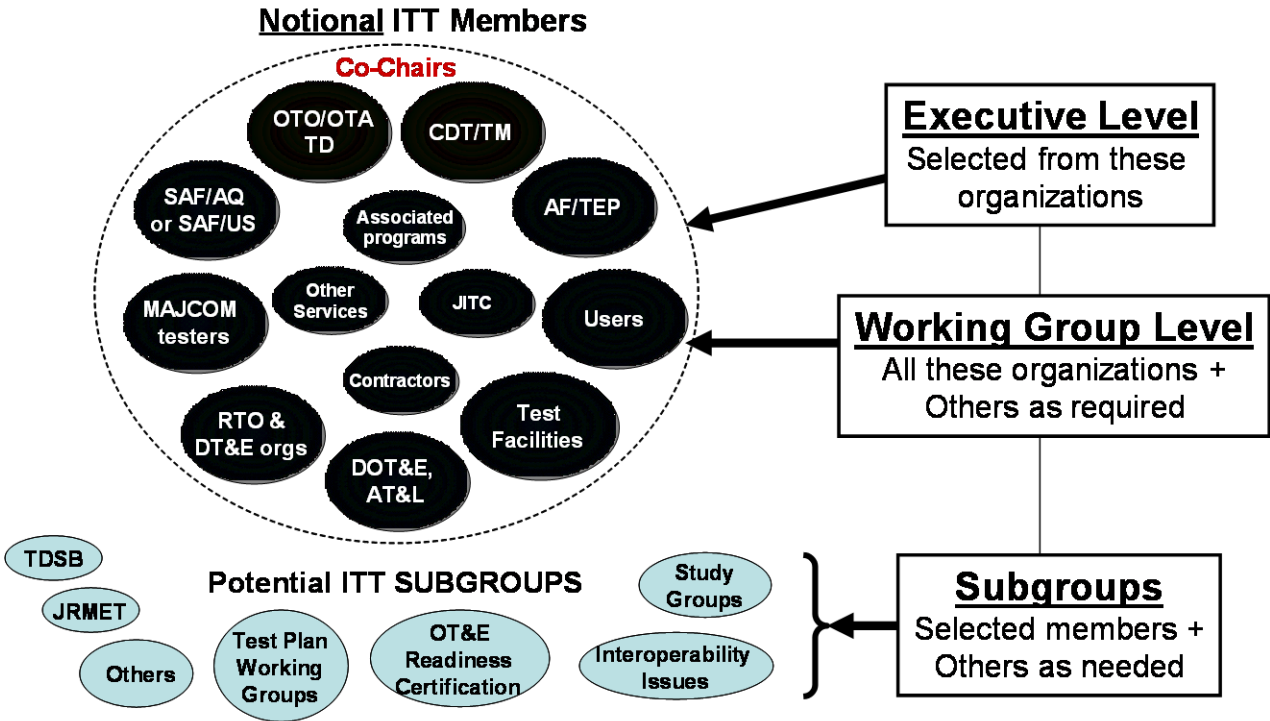 Notional ITT Members
Co-Chairs
OTO/OTA
TD
CDT/TM
SAF/AQ
or SAF/US
Associated
programs
AF/TEP
MAJCOM
testers
Other
Services
JITC
Users
Contractors
RTO &
DT&E orgs
Test
Facilities
DOT&E,
AT&L
Executive Level
Selected from these
organizations
Working Group Level
All these organizations +
Others as required
Subgroups
Selected members +
Others as needed
Potential ITT SUBGROUPS
TDSB
JRMET
Others
Test Plan
Working
Groups
OT&E
Readiness
Certification
Study
Groups
Interoperability
Issues